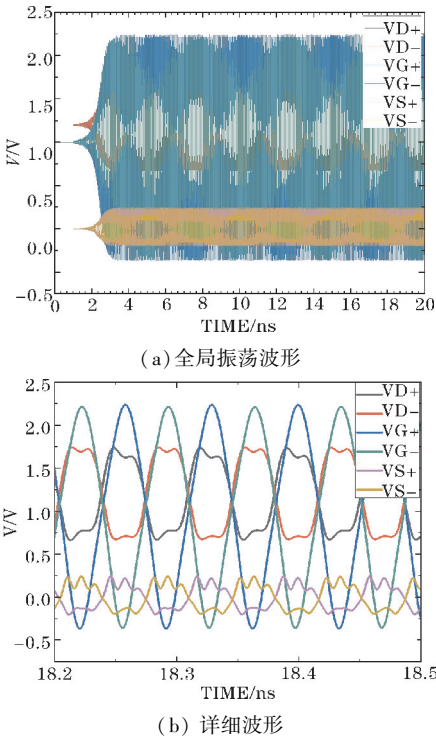 2.5
2.0
1.5
1.0
0.5
0.0
−0.5
V/V
VD+
VD−
VG+
VG−
VS+
VS−
0 2 4 6 8 10 12 14 16 18 20
TIME/ns
(a)全局振荡波形
2.5
2.0
1.5
1.0
0.5
0.0
−0.5
V/V
VD+
VD−
VG+
VG−
VS+
VS−
18.2 18.3 18.4 18.5
TIME/ns
(b) 详细波形